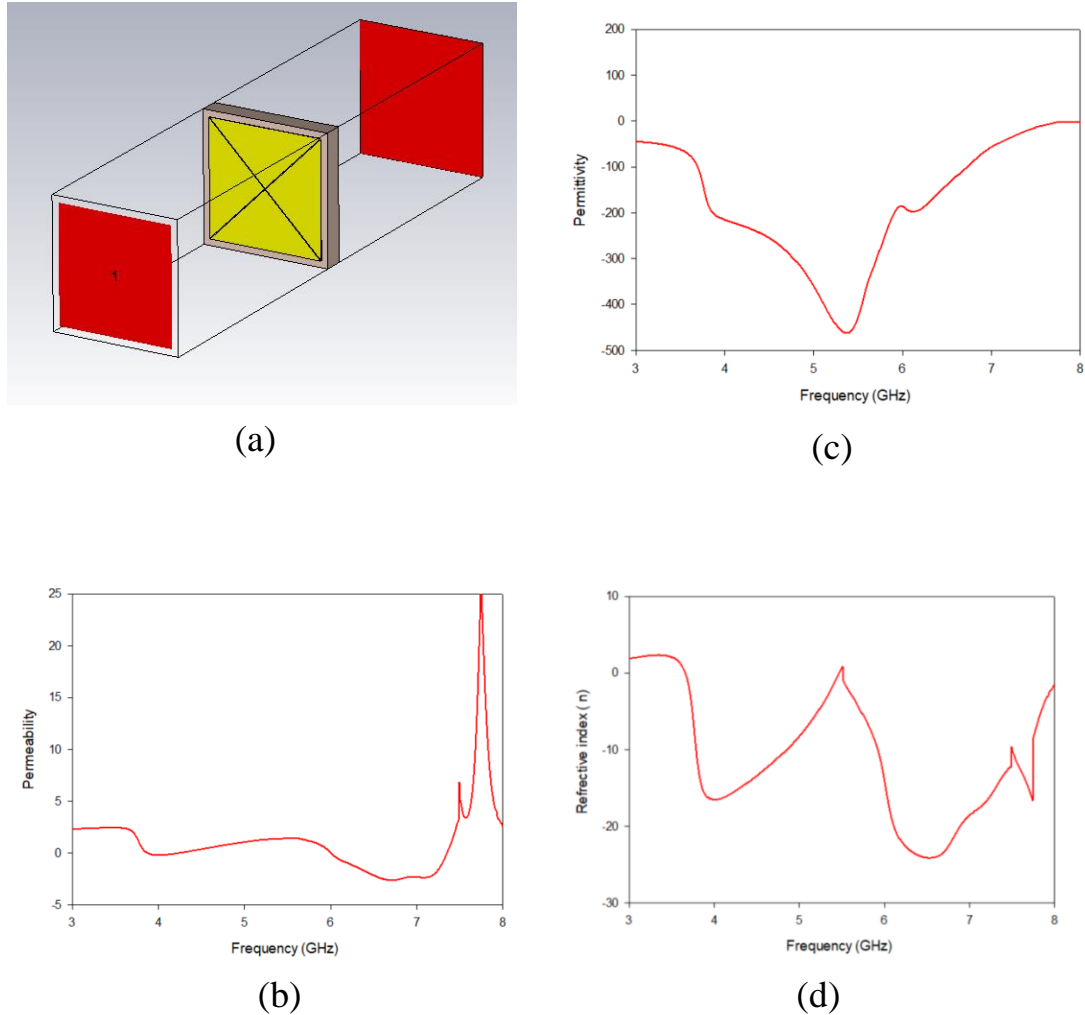 1
(a)
200
100
0
-100
-200
-300
-400
-500
Permittivity
3 4 5 6 7 8
Frequency (GHz)
(c)
25
20
15
10
5
0
-5
Permeability
3 4 5 6 7 8
Frequency (GHz)
(b)
10
0
-10
-20
-30
Refrective index ( n)
3 4 5 6 7 8
Frequency (GHz)
(d)